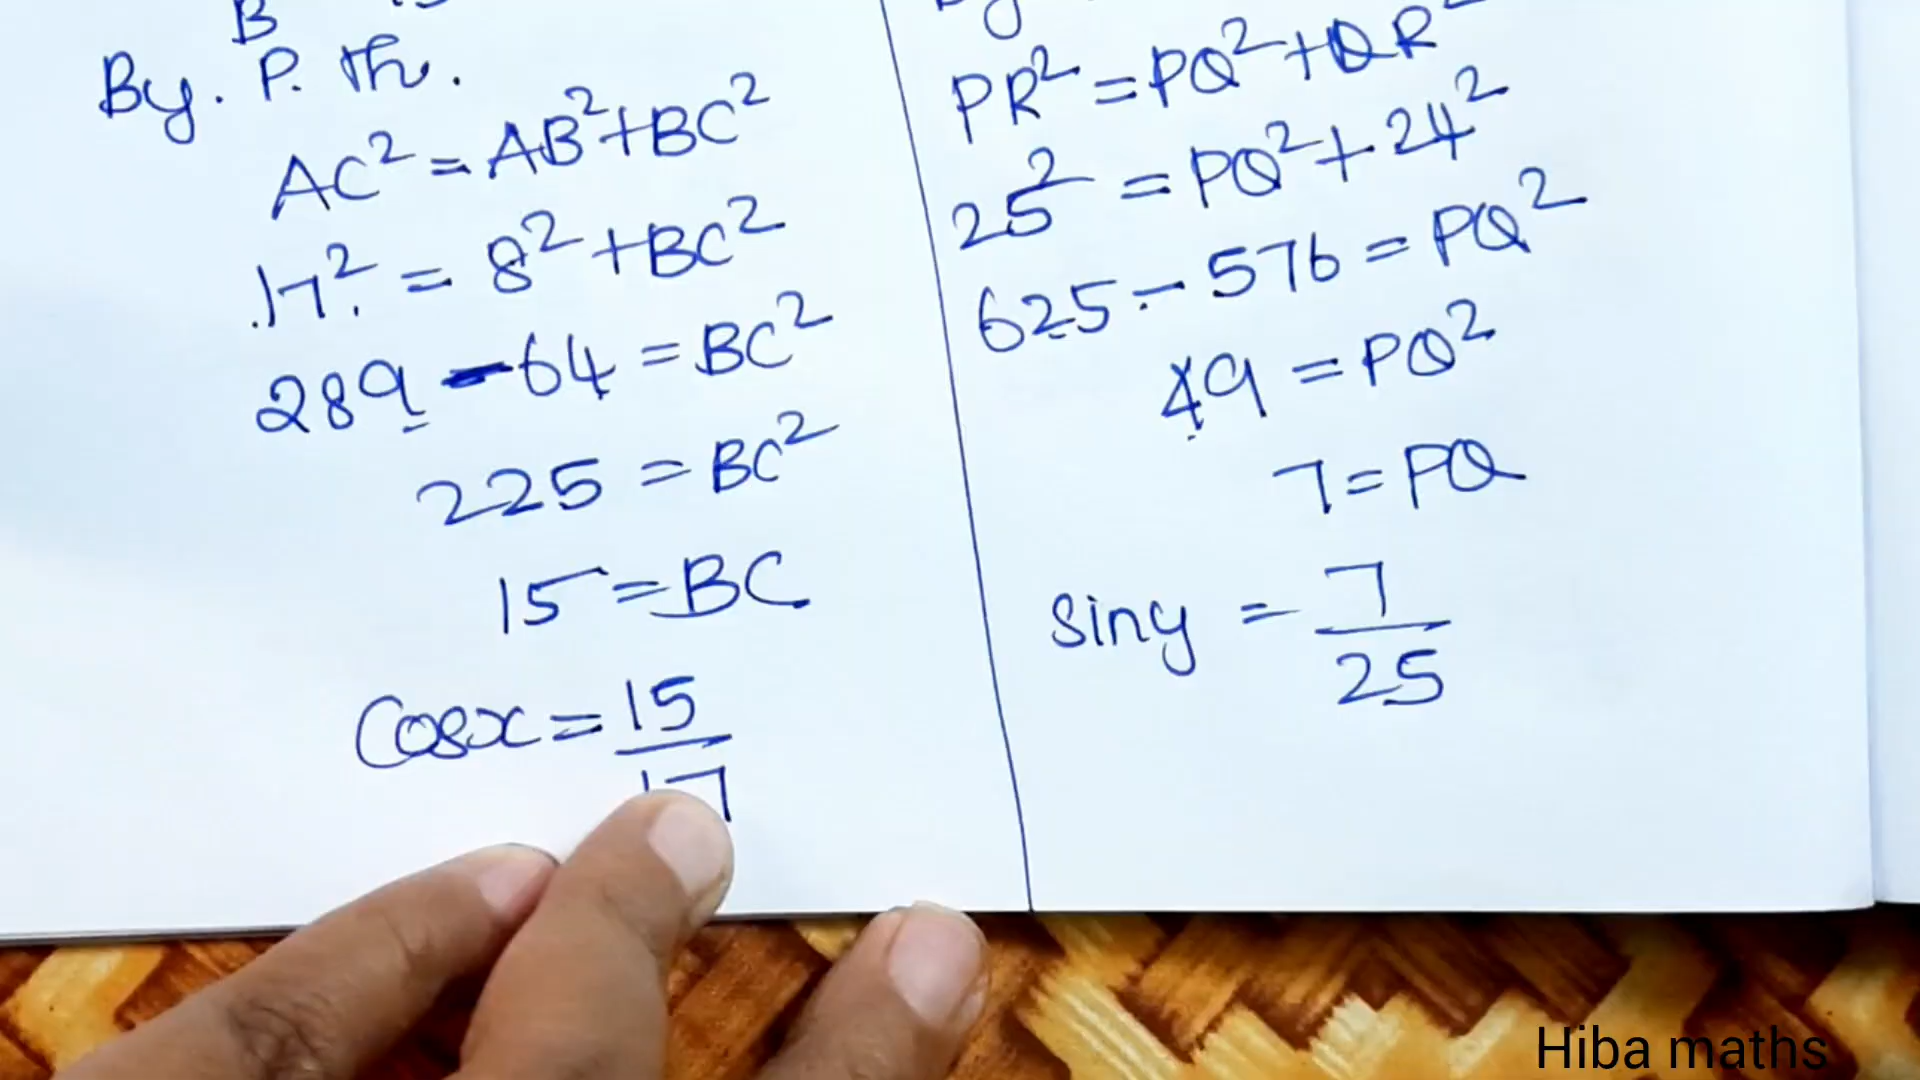 B
By. P. Th.
AC² = AB² + BC²
17² = 8² + BC²
289 - 64 = BC²
225 = BC²
15 = BC
Cosx = 15/17
PR² = PQ² + QR²
25² = PQ² + 24²
625 - 576 = PQ²
49 = PQ²
7 = PQ
siny = 7/25
Hiba maths